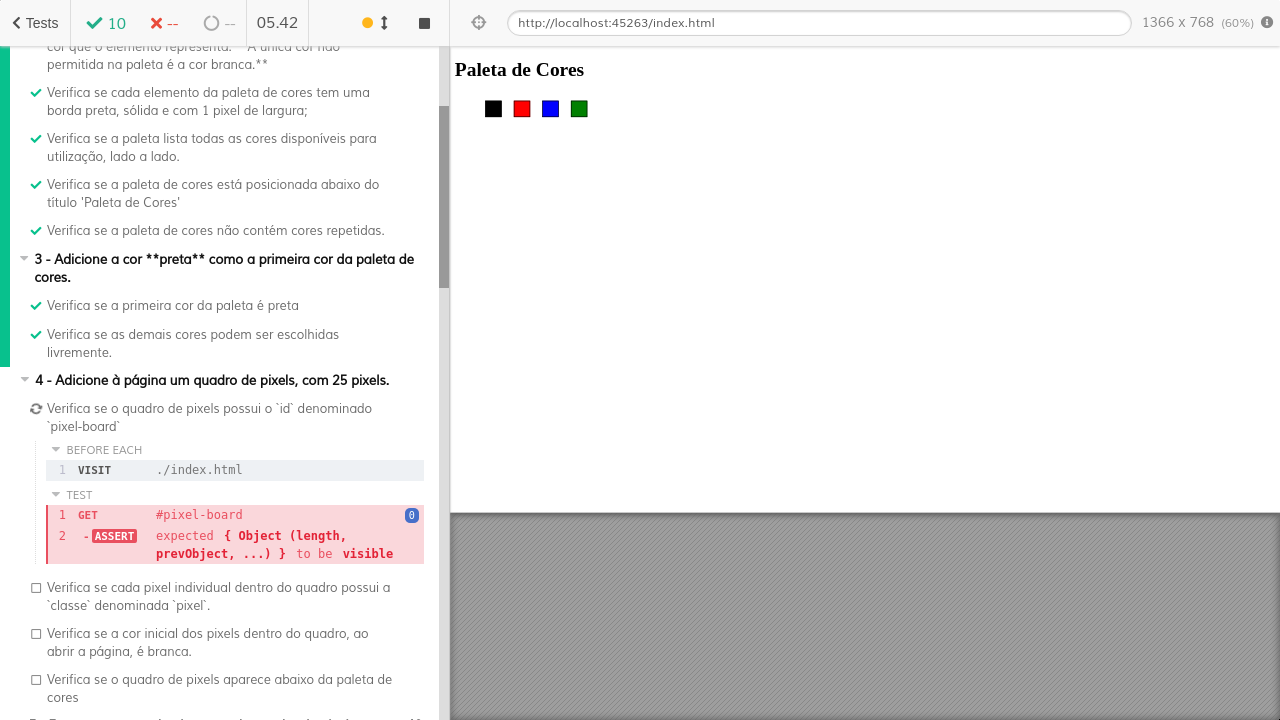 Tests 10 -- -- 05.42
http://localhost:45263/index.html 1366 x 768 (60%)
cor que o elemento representa. **A única cor não
permitida na paleta é a cor branca.**
Verifica se cada elemento da paleta de cores tem uma
borda preta, sólida e com 1 pixel de largura;
Verifica se a paleta lista todas as cores disponíveis para
utilização, lado a lado.
Verifica se a paleta de cores está posicionada abaixo do
título 'Paleta de Cores'
Verifica se a paleta de cores não contém cores repetidas.
3 - Adicione a cor **preta** como a primeira cor da paleta de
cores.
Verifica se a primeira cor da paleta é preta
Verifica se as demais cores podem ser escolhidas
livremente.
4 - Adicione à página um quadro de pixels, com 25 pixels.
Verifica se o quadro de pixels possui o `id` denominado
`pixel-board`
BEFORE EACH
1 VISIT ./index.html
TEST
1 GET #pixel-board 0
2 -ASSERT expected { Object (length,
prevObject, ...) } to be visible
Verifica se cada pixel individual dentro do quadro possui a
`classe` denominada `pixel`.
Verifica se a cor inicial dos pixels dentro do quadro, ao
abrir a página, é branca.
Verifica se o quadro de pixels aparece abaixo da paleta de
cores
Paleta de Cores